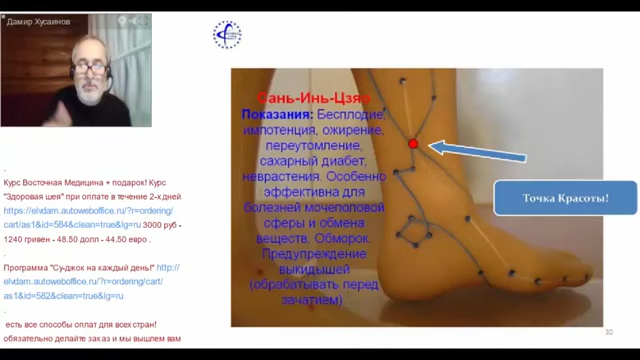 Дамир Хусаинов
Сань-Инь-Цзяо
Показания: Бесплодие,
импотенция, ожирение,
переутомление,
сахарный диабет,
неврастения. Особенно
эффективна для
болезней мочеполовой
сферы и обмена
веществ. Обморок.
Предупреждение
выкидышей
(обрабатывать перед
зачатием).
Точка Красоты!
30
.
Курс Восточная Медицина + подарок! Курс
"Здоровая шея" при оплате в течение 2-х дней
https://elvdam.autoweboffice.ru/?r=ordering/
cart/as1&id=584&clean=true&lg=ru 3000 руб -
1240 гривен - 48.50 долл - 44.50 евро .
.
Программа "Су-джок на каждый день!" http://
elvdam.autoweboffice.ru/?r=ordering/cart/
as1&id=582&clean=true&lg=ru
.
есть все способы оплат для всех стран!
обязательно делайте заказ и мы вышлем вам